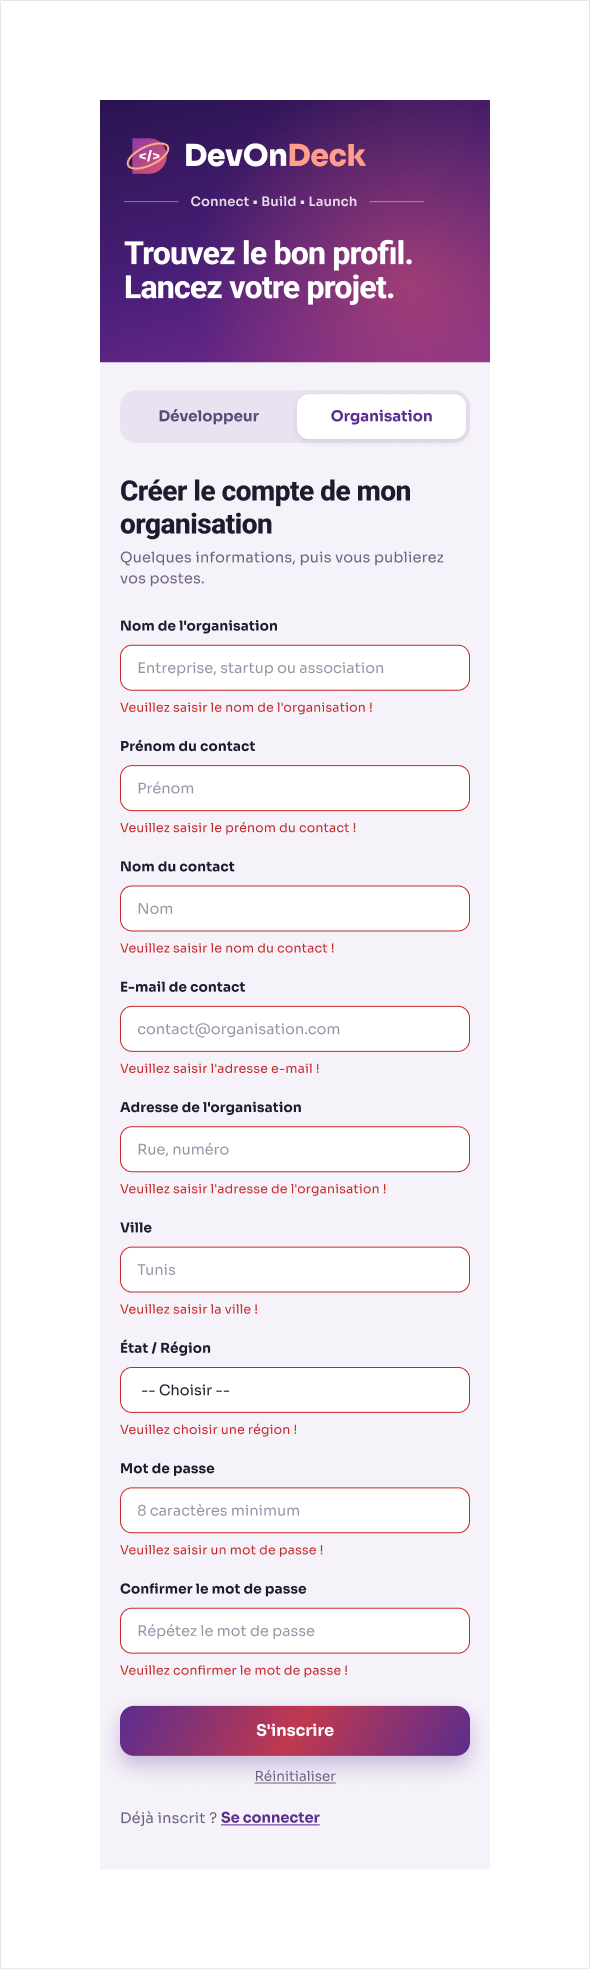 </>
DevOnDeck
Connect • Build • Launch
Trouvez le bon profil.
Lancez votre projet.
Développeur
Organisation
Créer le compte de mon
organisation
Quelques informations, puis vous publierez
vos postes.
Nom de l'organisation
Entreprise, startup ou association
Veuillez saisir le nom de l'organisation !
Prénom du contact
Prénom
Veuillez saisir le prénom du contact !
Nom du contact
Nom
Veuillez saisir le nom du contact !
E-mail de contact
contact@organisation.com
Veuillez saisir l'adresse e-mail !
Adresse de l'organisation
Rue, numéro
Veuillez saisir l'adresse de l'organisation !
Ville
Tunis
Veuillez saisir la ville !
État / Région
-- Choisir --
Veuillez choisir une région !
Mot de passe
8 caractères minimum
Veuillez saisir un mot de passe !
Confirmer le mot de passe
Répétez le mot de passe
Veuillez confirmer le mot de passe !
S'inscrire
Réinitialiser
Déjà inscrit ? Se connecter